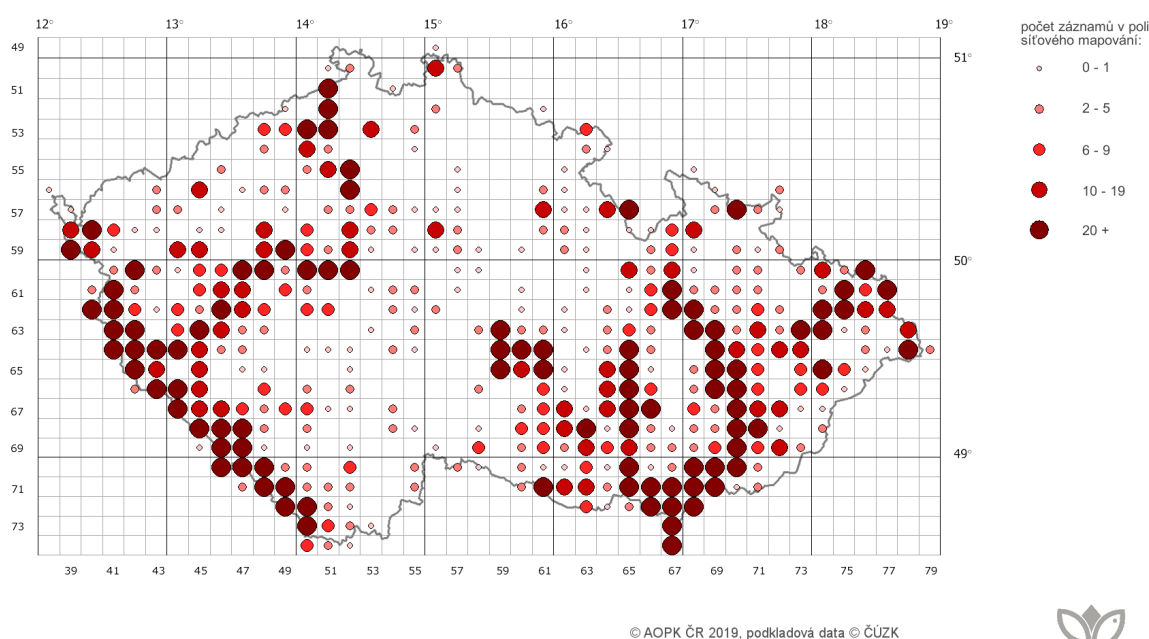 12° 13° 14° 15° 16° 17° 18° 19°
49
51°
51
53
55
57
59
50°
61
63
65
67
69
49°
71
73
39 41 43 45 47 49 51 53 55 57 59 61 63 65 67 69 71 73 75 77 79
počet záznamů v poli
síťového mapování:
0 - 1
2 - 5
6 - 9
10 - 19
20 +
© AOPK ČR 2019, podkladová data © ČÚZK